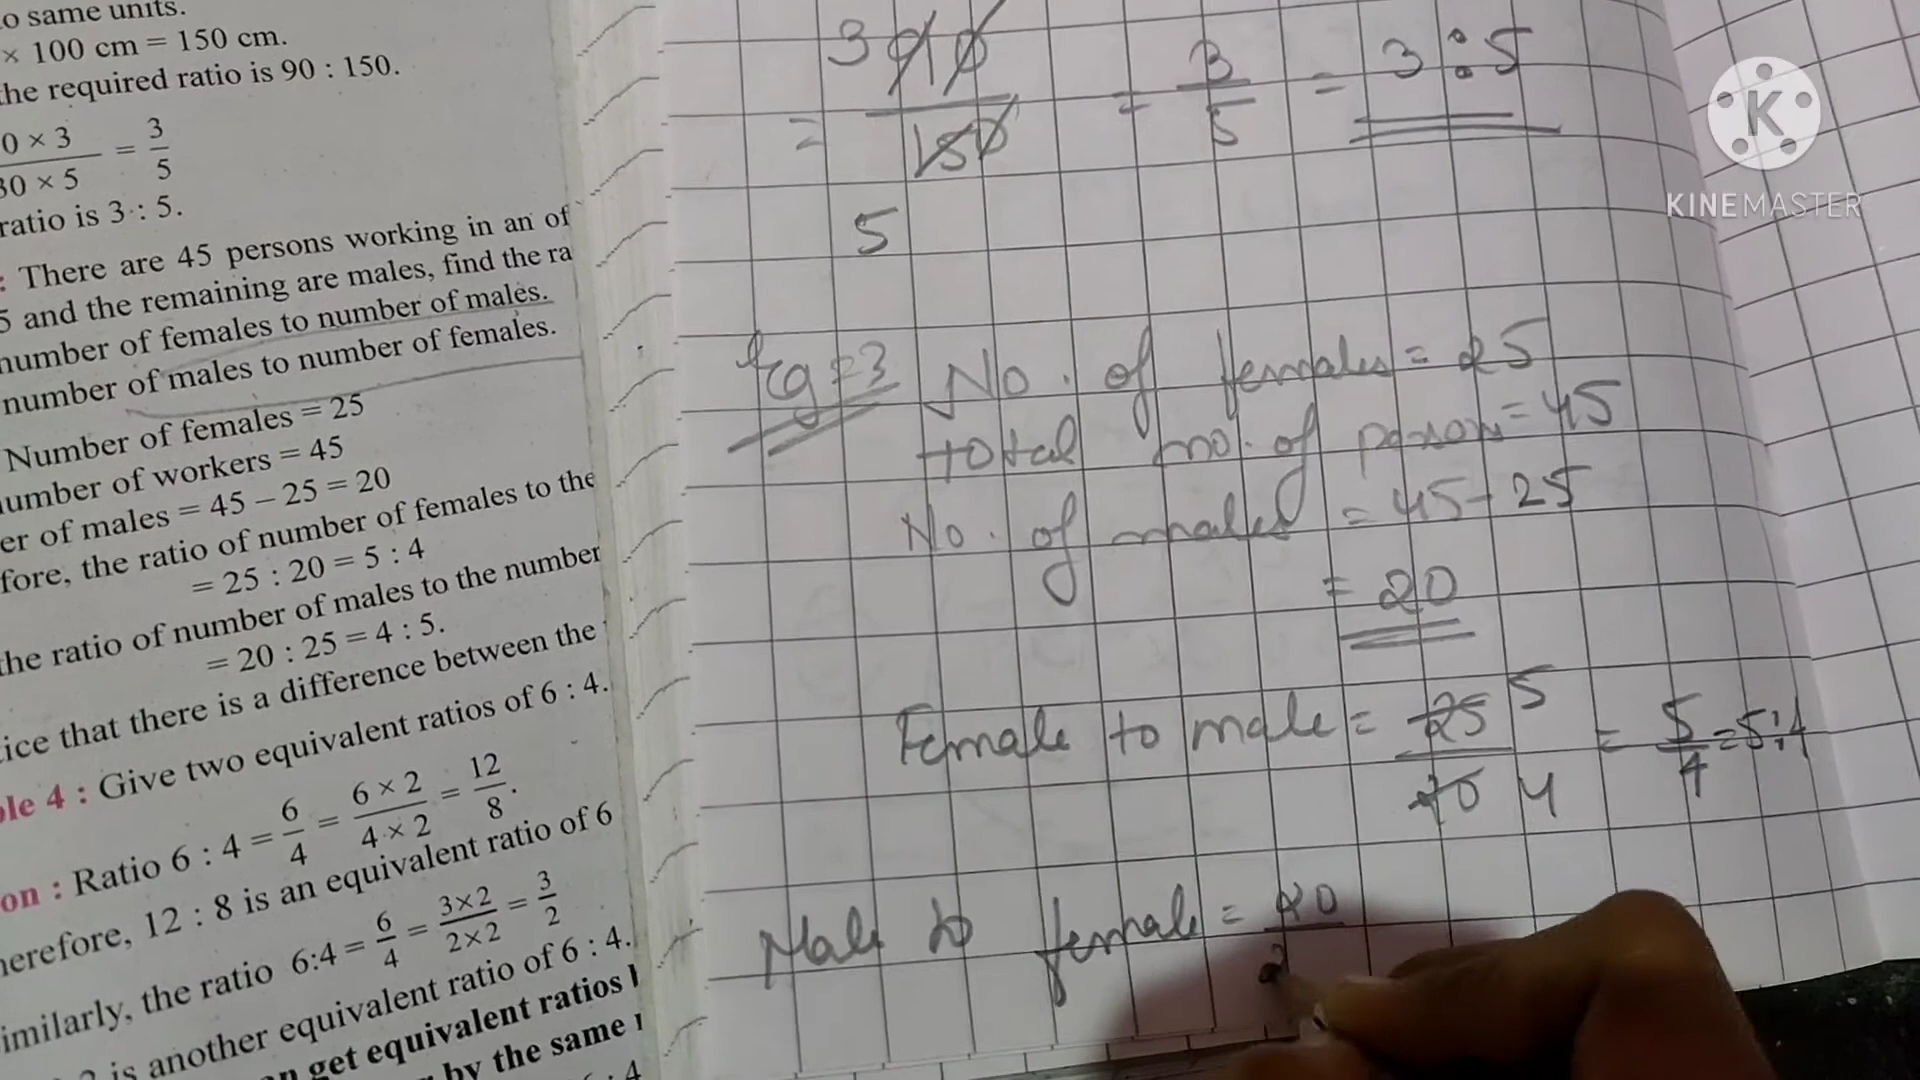 o same units.
× 100 cm = 150 cm.
the required ratio is 90 : 150.
0 × 3 / 30 × 5 = 3/5
ratio is 3 : 5.
: There are 45 persons working in an of
5 and the remaining are males, find the ra
number of females to number of males.
number of males to number of females.
Number of females = 25
umber of workers = 45
er of males = 45 – 25 = 20
fore, the ratio of number of females to the
= 25 : 20 = 5 : 4
the ratio of number of males to the number
= 20 : 25 = 4 : 5.
ice that there is a difference between the
le 4 : Give two equivalent ratios of 6 : 4.
on : Ratio 6 : 4 = 6/4 = 6 × 2 / 4 × 2 = 12/8.
herefore, 12 : 8 is an equivalent ratio of 6
imilarly, the ratio 6:4 = 6/4 = 3×2 / 2×2 = 3/2
is another equivalent ratio of 6 : 4.
an get equivalent ratios
by the same
: 4
= 3 90 / 150 5 = 3/5 = 3 : 5
KINEMASTER
Eg = 3 No. of females = 25
total no. of person = 45
No. of males = 45 - 25
= 20
Female to male = 25 5 / 20 4 = 5/4 = 5:4
Male to female = 20 / 2